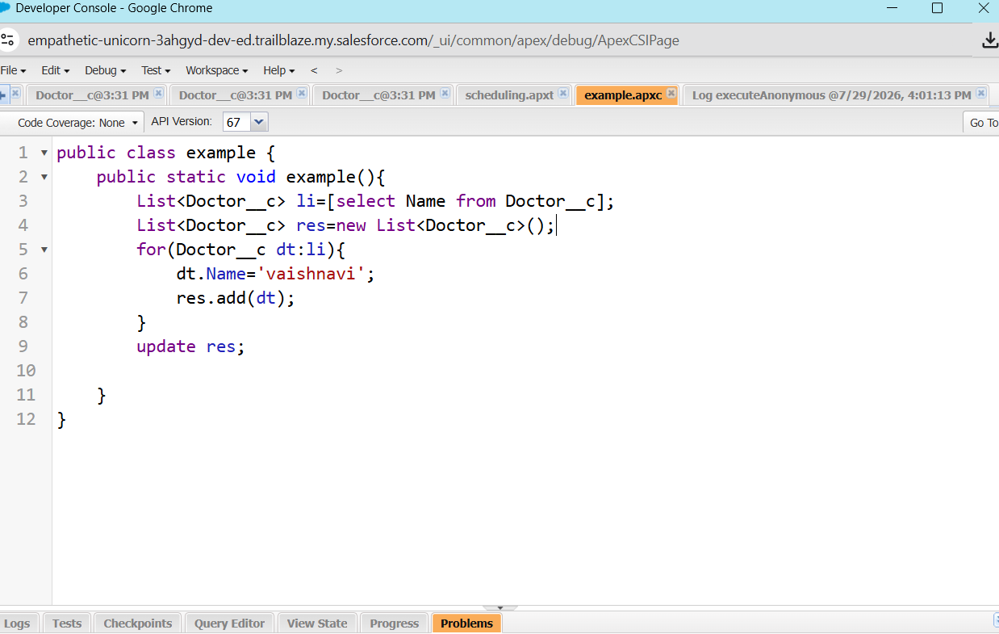 Developer Console - Google Chrome
empathetic-unicorn-3ahgyd-dev-ed.trailblaze.my.salesforce.com/_ui/common/apex/debug/ApexCSIPage
File Edit Debug Test Workspace Help < >
Doctor__c@3:31 PM Doctor__c@3:31 PM Doctor__c@3:31 PM scheduling.apxt example.apxc Log executeAnonymous @7/29/2026, 4:01:13 PM
Code Coverage: None API Version: 67 Go To
1 public class example {
2 public static void example(){
3 List<Doctor__c> li=[select Name from Doctor__c];
4 List<Doctor__c> res=new List<Doctor__c>();
5 for(Doctor__c dt:li){
6 dt.Name='vaishnavi';
7 res.add(dt);
8 }
9 update res;
10
11 }
12 }
Logs Tests Checkpoints Query Editor View State Progress Problems